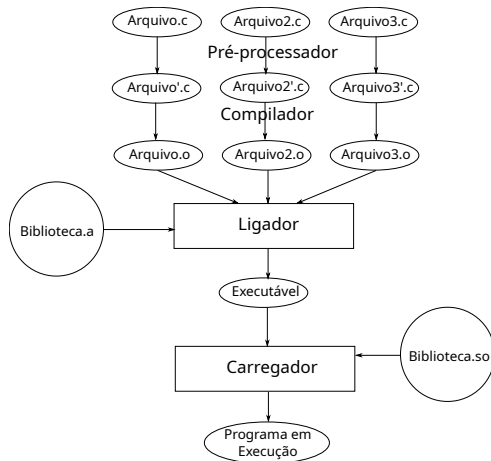 Arquivo.c
Arquivo2.c
Arquivo3.c
Pré-processador
Arquivo'.c
Arquivo2'.c
Arquivo3'.c
Compilador
Arquivo.o
Arquivo2.o
Arquivo3.o
Biblioteca.a
Ligador
Executável
Carregador
Biblioteca.so
Programa em
Execução